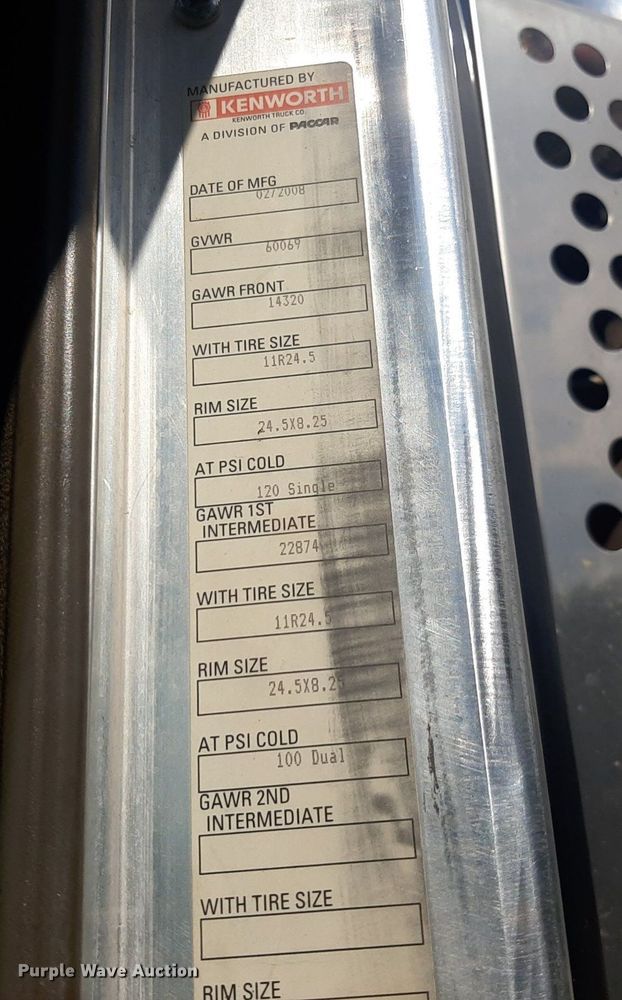 MANUFACTURED BY
KENWORTH
KENWORTH TRUCK CO.
A DIVISION OF PACCAR
DATE OF MFG
02/2008
GVWR
60069
GAWR FRONT
14320
WITH TIRE SIZE
11R24.5
RIM SIZE
24.5X8.25
AT PSI COLD
120 Single
GAWR 1ST
INTERMEDIATE
22874
WITH TIRE SIZE
11R24.5
RIM SIZE
24.5X8.25
AT PSI COLD
100 Dual
GAWR 2ND
INTERMEDIATE
WITH TIRE SIZE
RIM SIZE
Purple Wave Auction